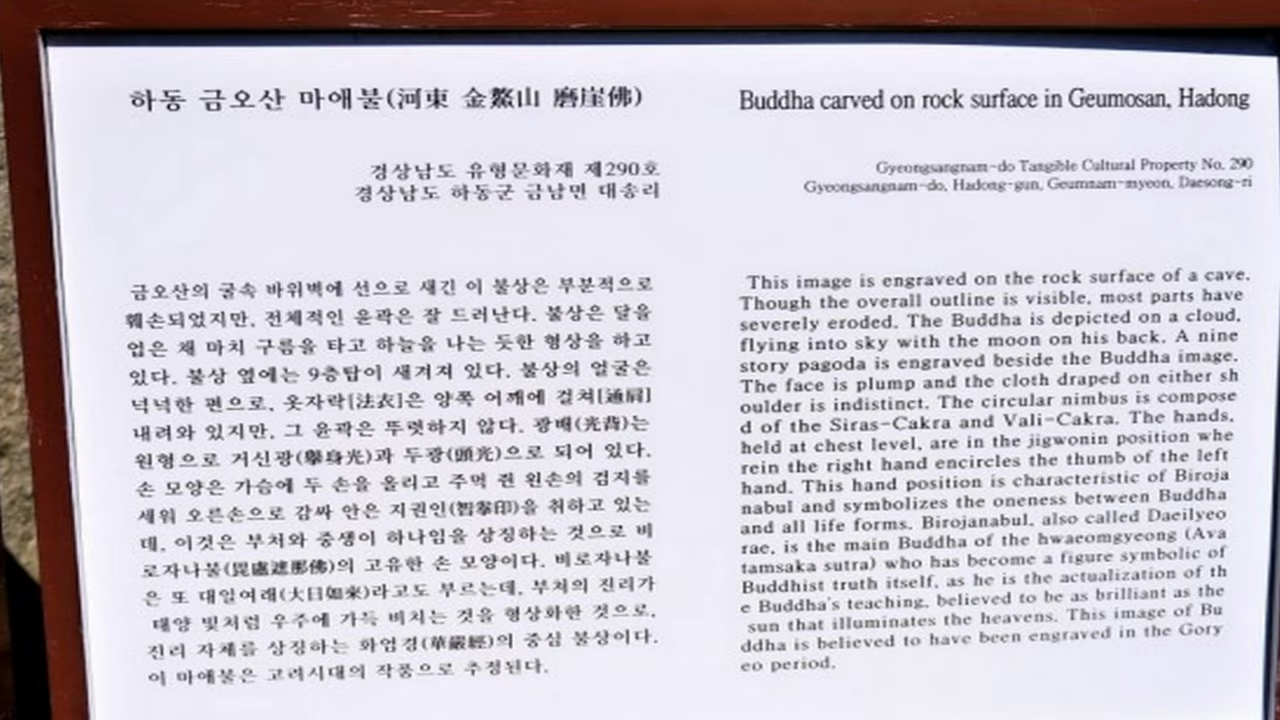 하동 금오산 마애불(河東 金鰲山 磨崖佛)
경상남도 유형문화재 제290호
경상남도 하동군 금남면 대송리
금오산의 굴속 바위벽에 선으로 새긴 이 불상은 부분적으로
훼손되었지만, 전체적인 윤곽은 잘 드러난다. 불상은 달을
업은 채 마치 구름을 타고 하늘을 나는 듯한 형상을 하고
있다. 불상 옆에는 9층탑이 새겨져 있다. 불상의 얼굴은
넉넉한 편으로, 옷자락[法衣]은 양쪽 어깨에 걸쳐[通肩]
내려와 있지만, 그 윤곽은 뚜렷하지 않다. 광배(光背)는
원형으로 거신광(擧身光)과 두광(頭光)으로 되어 있다.
손 모양은 가슴에 두 손을 올리고 주먹 쥔 왼손의 검지를
세워 오른손으로 감싸 안은 지권인(智拳印)을 취하고 있는
데, 이것은 부처와 중생이 하나임을 상징하는 것으로 비
로자나불(毘盧遮那佛)의 고유한 손 모양이다. 비로자나불
은 또 대일여래(大日如來)라고도 부르는데, 부처의 진리가
태양 빛처럼 우주에 가득 비치는 것을 형상화한 것으로,
진리 자체를 상징하는 화엄경(華嚴經)의 중심 불상이다.
이 마애불은 고려시대의 작품으로 추정된다.
Buddha carved on rock surface in Geumosan, Hadong
Gyeongsangnam-do Tangible Cultural Property No. 290
Gyeongsangnam-do, Hadong-gun, Geumnam-myeon, Daesong-ri
This image is engraved on the rock surface of a cave.
Though the overall outline is visible, most parts have
severely eroded. The Buddha is depicted on a cloud,
flying into sky with the moon on his back. A nine
story pagoda is engraved beside the Buddha image.
The face is plump and the cloth draped on either sh
oulder is indistinct. The circular nimbus is compose
d of the Siras-Cakra and Vali-Cakra. The hands,
held at chest level, are in the jigwonin position whe
rein the right hand encircles the thumb of the left
hand. This hand position is characteristic of Biroja
nabul and symbolizes the oneness between Buddha
and all life forms. Birojanabul, also called Daeilyeo
rae, is the main Buddha of the hwaeomgyeong (Ava
tamsaka sutra) who has become a figure symbolic of
Buddhist truth itself, as he is the actualization of th
e Buddha's teaching, believed to be as brilliant as the
sun that illuminates the heavens. This image of Bu
ddha is believed to have been engraved in the Gory
eo period.